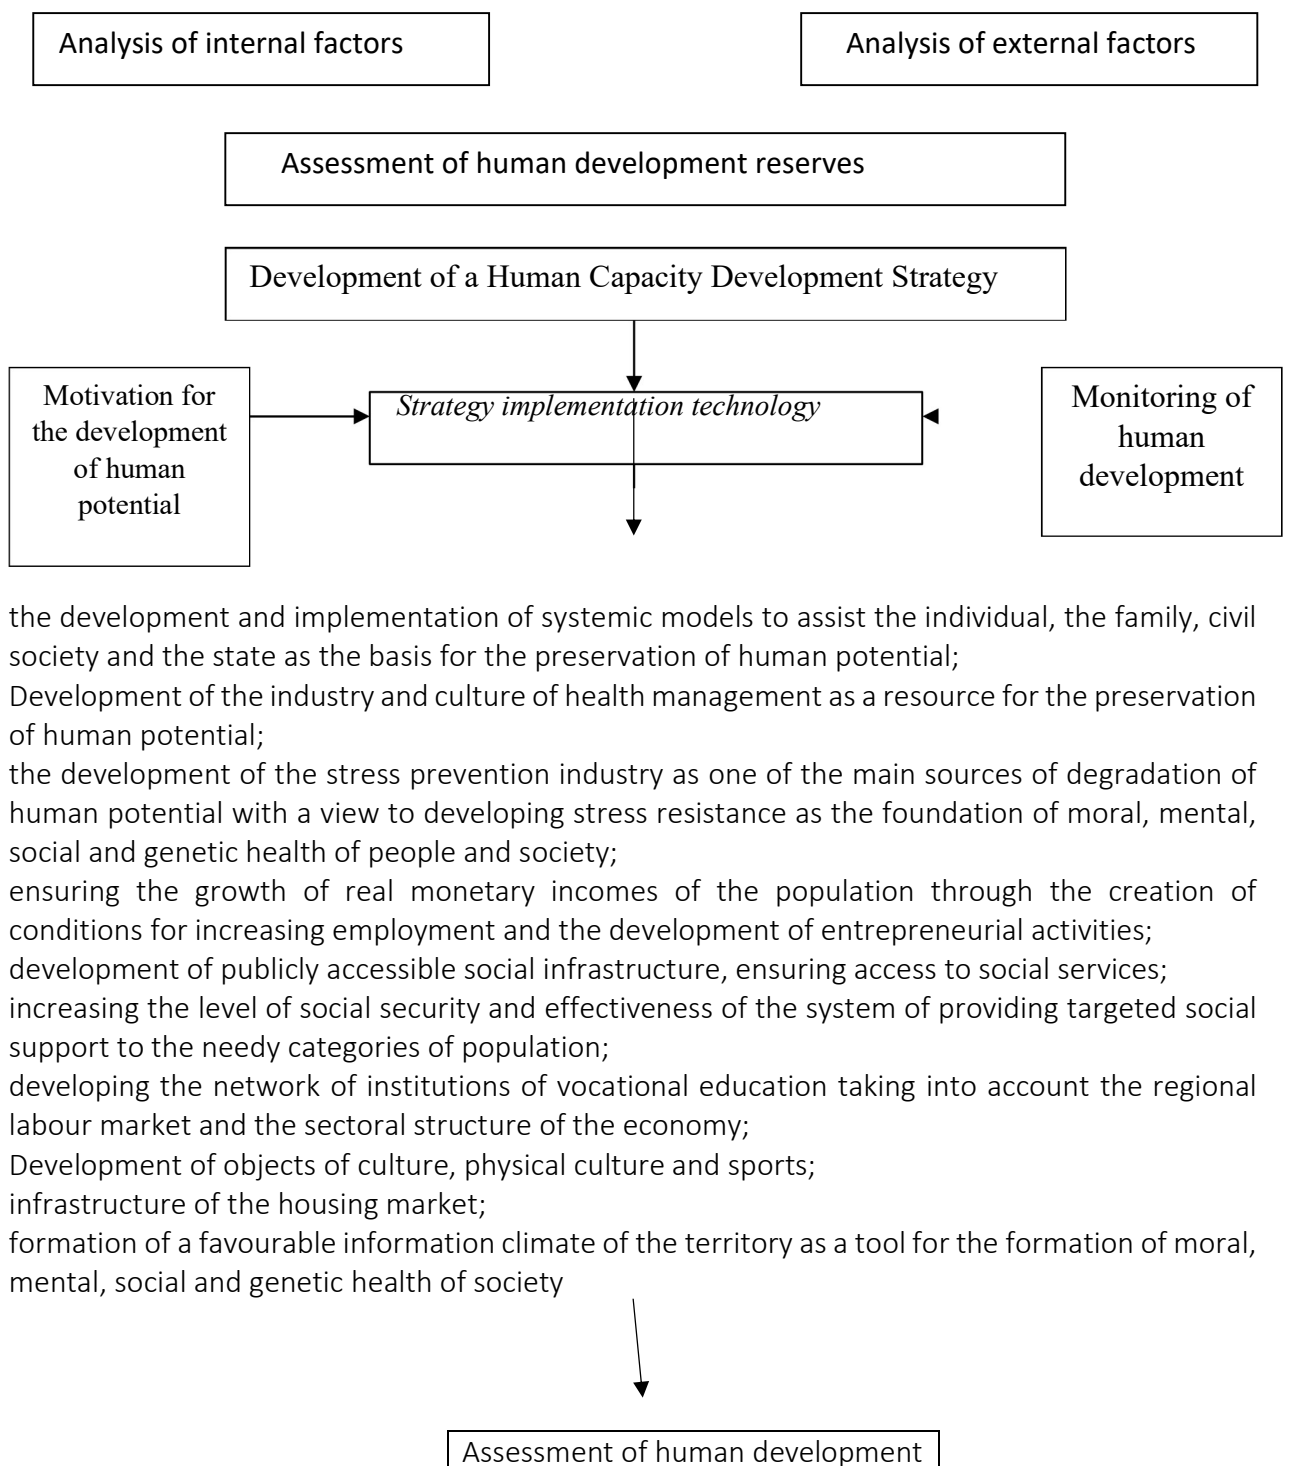 Analysis of internal factors
Analysis of external factors
Assessment of human development reserves
Development of a Human Capacity Development Strategy
Motivation for
the development
of human
potential
Strategy implementation technology
Monitoring of
human
development
the development and implementation of systemic models to assist the individual, the family, civil
society and the state as the basis for the preservation of human potential;
Development of the industry and culture of health management as a resource for the preservation
of human potential;
the development of the stress prevention industry as one of the main sources of degradation of
human potential with a view to developing stress resistance as the foundation of moral, mental,
social and genetic health of people and society;
ensuring the growth of real monetary incomes of the population through the creation of
conditions for increasing employment and the development of entrepreneurial activities;
development of publicly accessible social infrastructure, ensuring access to social services;
increasing the level of social security and effectiveness of the system of providing targeted social
support to the needy categories of population;
developing the network of institutions of vocational education taking into account the regional
labour market and the sectoral structure of the economy;
Development of objects of culture, physical culture and sports;
infrastructure of the housing market;
formation of a favourable information climate of the territory as a tool for the formation of moral,
mental, social and genetic health of society
Assessment of human development